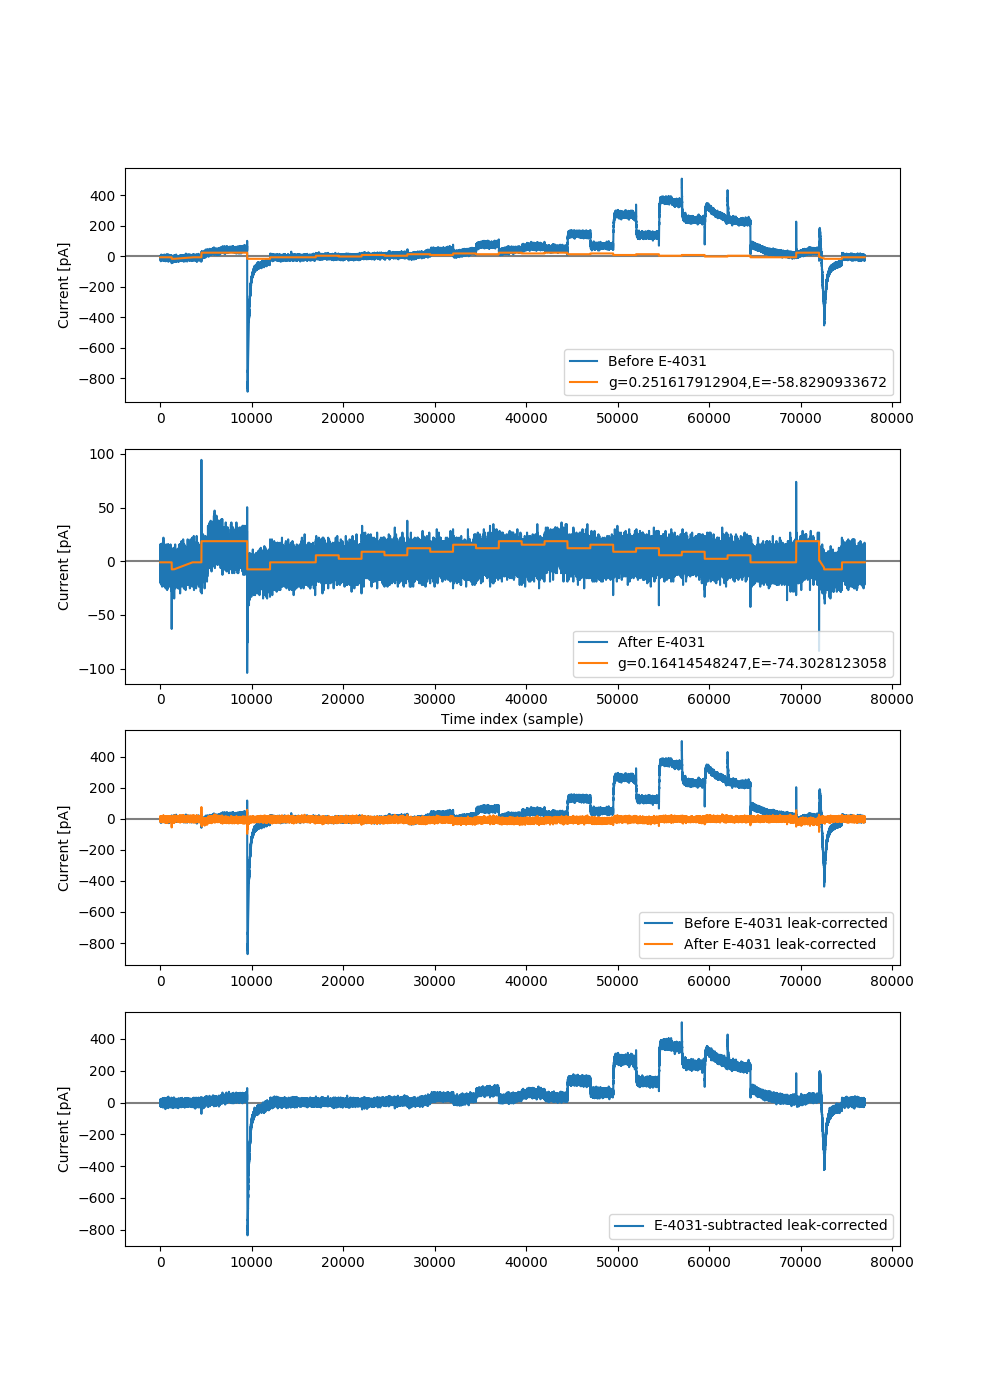 400
200
0
−200
−400
−600
−800
Current [pA]
Before E-4031
g=0.251617912904,E=-58.8290933672
0 10000 20000 30000 40000 50000 60000 70000 80000
100
50
0
−50
−100
Current [pA]
After E-4031
g=0.16414548247,E=-74.3028123058
0 10000 20000 30000 40000 50000 60000 70000 80000
Time index (sample)
400
200
0
−200
−400
−600
−800
Current [pA]
Before E-4031 leak-corrected
After E-4031 leak-corrected
0 10000 20000 30000 40000 50000 60000 70000 80000
400
200
0
−200
−400
−600
−800
Current [pA]
E-4031-subtracted leak-corrected
0 10000 20000 30000 40000 50000 60000 70000 80000